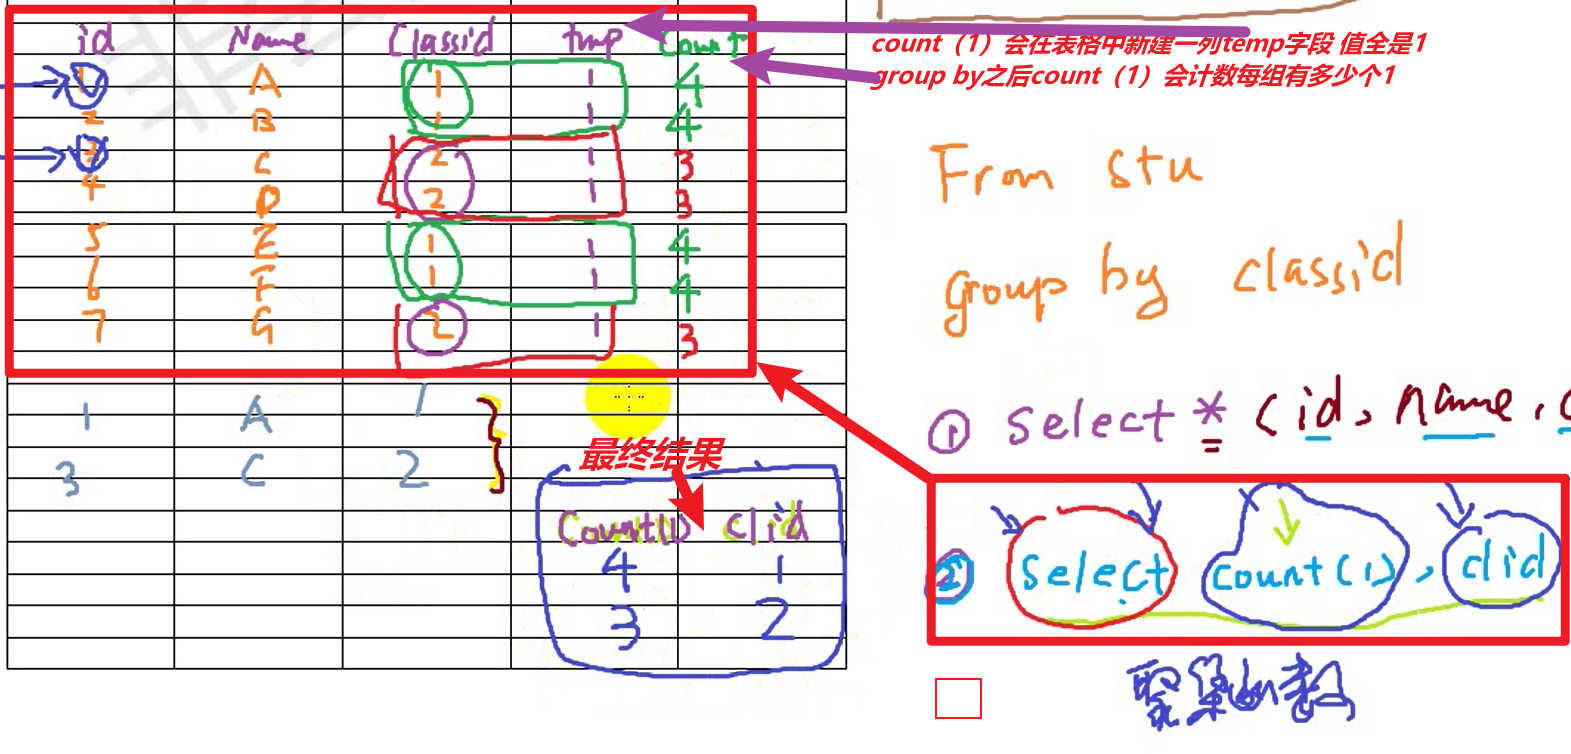 id Name Classid tmp Count
1 A 1 1 4
2 B 1 1 4
3 C 2 1 3
4 D 2 1 3
5 E 1 1 4
6 F 1 1 4
7 G 2 1 3
1 A 1
3 C 2
最终结果
Count(1) clid
4 1
3 2
count（1）会在表格中新建一列temp字段 值全是1
group by之后count（1）会计数每组有多少个1
From stu
group by classid
① select * (id, name, c
② select count(1), clid
聚集函数